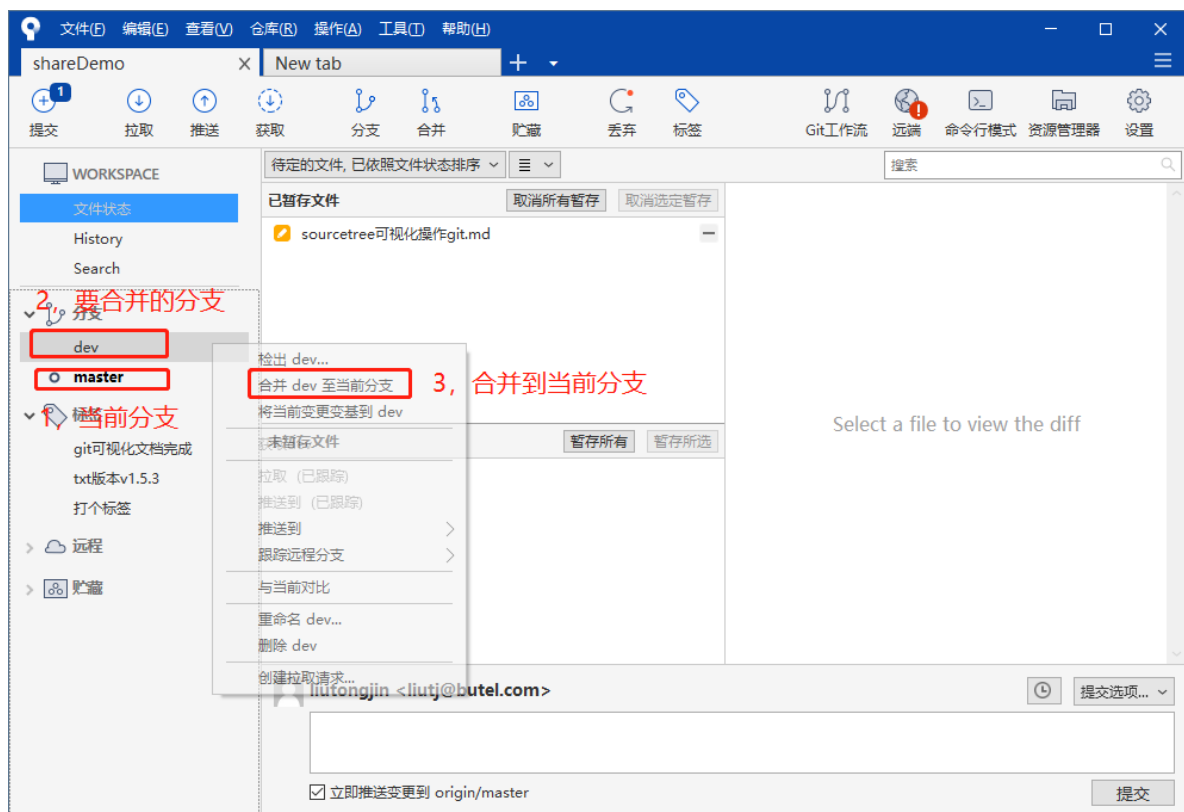 文件(F) 编辑(E) 查看(V) 仓库(R) 操作(A) 工具(T) 帮助(H)
shareDemo
New tab
1
提交 拉取 推送 获取 分支 合并 贮藏 丢弃 标签 Git工作流 远端 命令行模式 资源管理器 设置
WORKSPACE
文件状态
History
Search
2，要合并的分支
分支
dev
master
1，当前分支
标签
git可视化文档完成
txt版本v1.5.3
打个标签
远程
贮藏
待定的文件, 已依照文件状态排序
搜索
已暂存文件 取消所有暂存 取消选定暂存
sourcetree可视化操作git.md
检出 dev...
合并 dev 至当前分支
3，合并到当前分支
将当前变更变基到 dev
未暂存文件 暂存所有 暂存所选
拉取 (已跟踪)
推送到 (已跟踪)
推送到
跟踪远程分支
与当前对比
重命名 dev...
删除 dev
创建拉取请求...
Select a file to view the diff
liutongjin <liutj@butel.com>
提交选项...
立即推送变更到 origin/master
提交